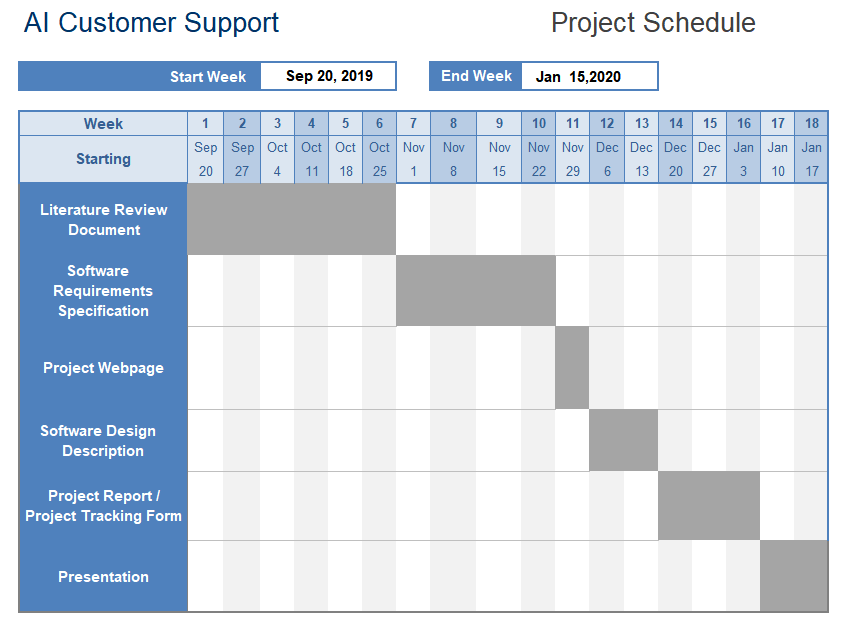 AI Customer Support Project Schedule
Start Week Sep 20, 2019 End Week Jan 15,2020
Week 1 2 3 4 5 6 7 8 9 10 11 12 13 14 15 16 17 18
Starting
Sep Sep Oct Oct Oct Oct Nov Nov Nov Nov Nov Dec Dec Dec Dec Jan Jan Jan
20 27 4 11 18 25 1 8 15 22 29 6 13 20 27 3 10 17
Literature Review
Document
Software
Requirements
Specification
Project Webpage
Software Design
Description
Project Report /
Project Tracking Form
Presentation